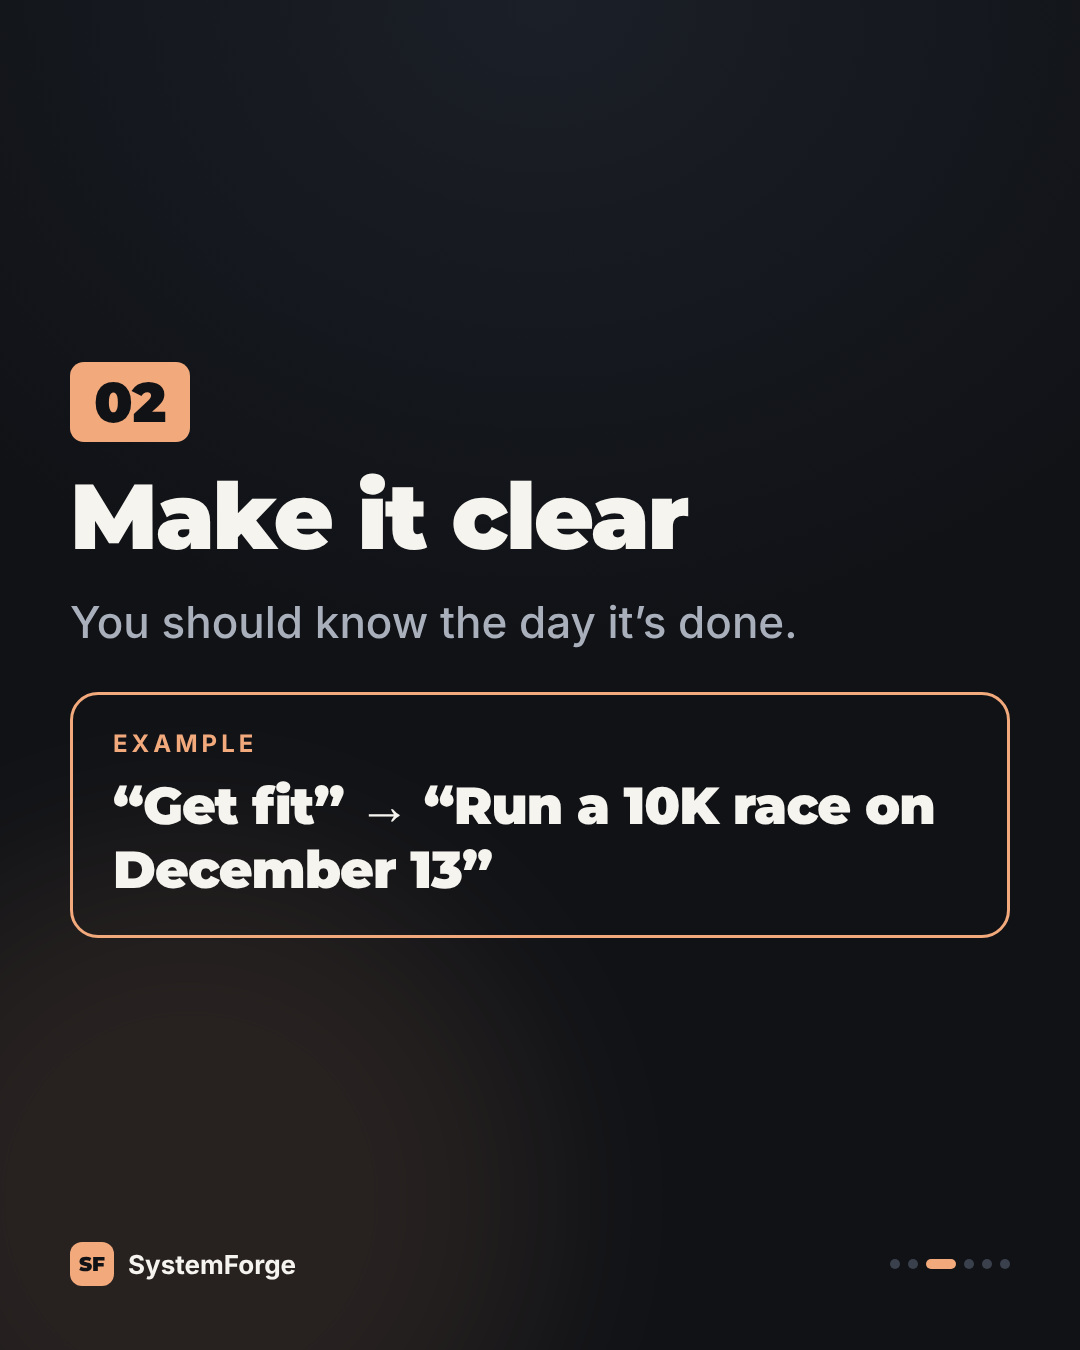 02
Make it clear
You should know the day it’s done.
EXAMPLE
“Get fit” → “Run a 10K race on
December 13”
SF SystemForge